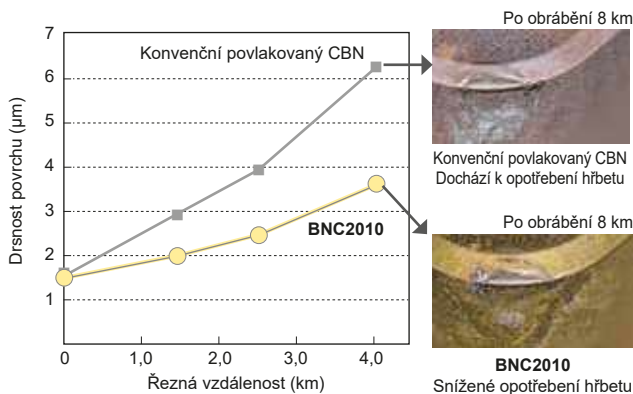 Drsnost povrchu (µm)
7
6
5
4
3
2
1
0
1,0
2,0
3,0
4,0
Řezná vzdálenost (km)
Konvenční povlakovaný CBN
BNC2010
Po obrábění 8 km
Konvenční povlakovaný CBN
Dochází k opotřebení hřbetu
Po obrábění 8 km
BNC2010
Snížené opotřebení hřbetu